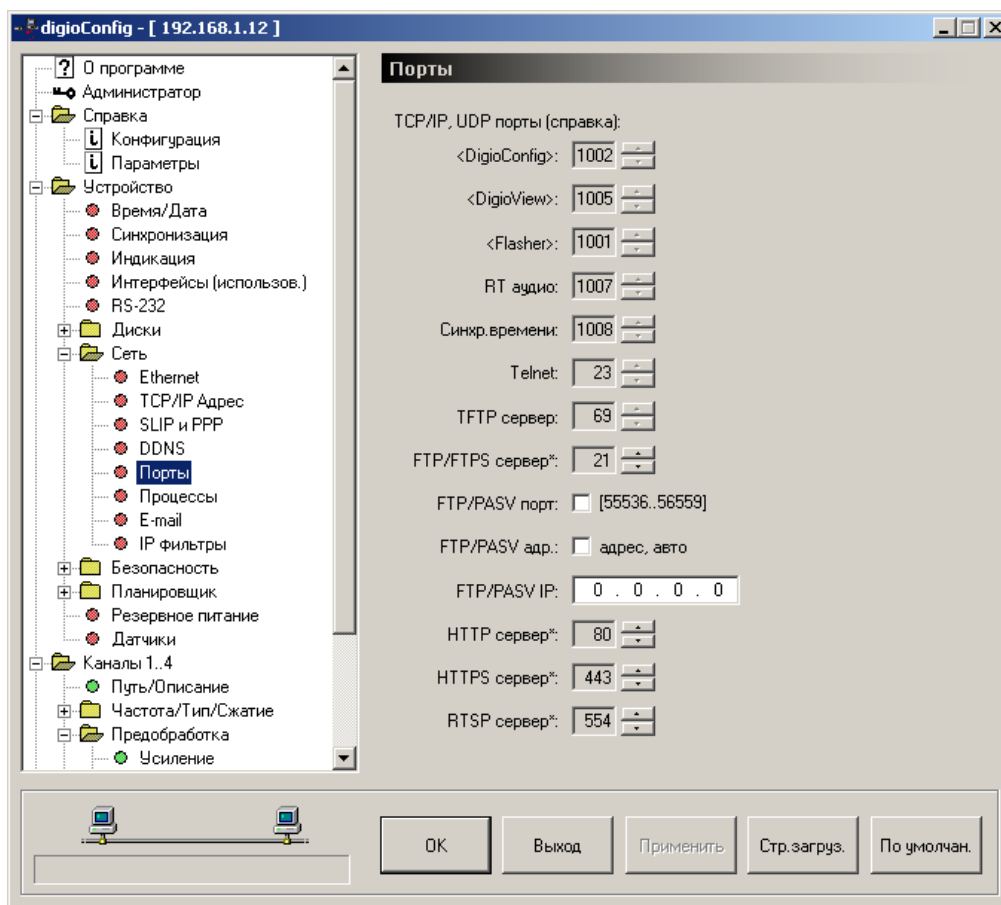 digioConfig - [ 192.168.1.12 ]
О программе
Администратор
Справка
Конфигурация
Параметры
Устройство
Время/Дата
Синхронизация
Индикация
Интерфейсы (использов.)
RS-232
Диски
Сеть
Ethernet
TCP/IP Адрес
SLIP и PPP
DDNS
Порты
Процессы
E-mail
IP фильтры
Безопасность
Планировщик
Резервное питание
Датчики
Каналы 1..4
Путь/Описание
Частота/Тип/Сжатие
Предобработка
Усиление
Порты
TCP/IP, UDP порты (справка):
<DigioConfig>: 1002
<DigioView>: 1005
<Flasher>: 1001
RT аудио: 1007
Синхр.времени: 1008
Telnet: 23
TFTP сервер: 69
FTP/FTPS сервер*: 21
FTP/PASV порт: [55536..56559]
FTP/PASV адр.: адрес, авто
FTP/PASV IP: 0 . 0 . 0 . 0
HTTP сервер*: 80
HTTPS сервер*: 443
RTSP сервер*: 554
OK
Выход
Применить
Стр.загруз.
По умолчан.